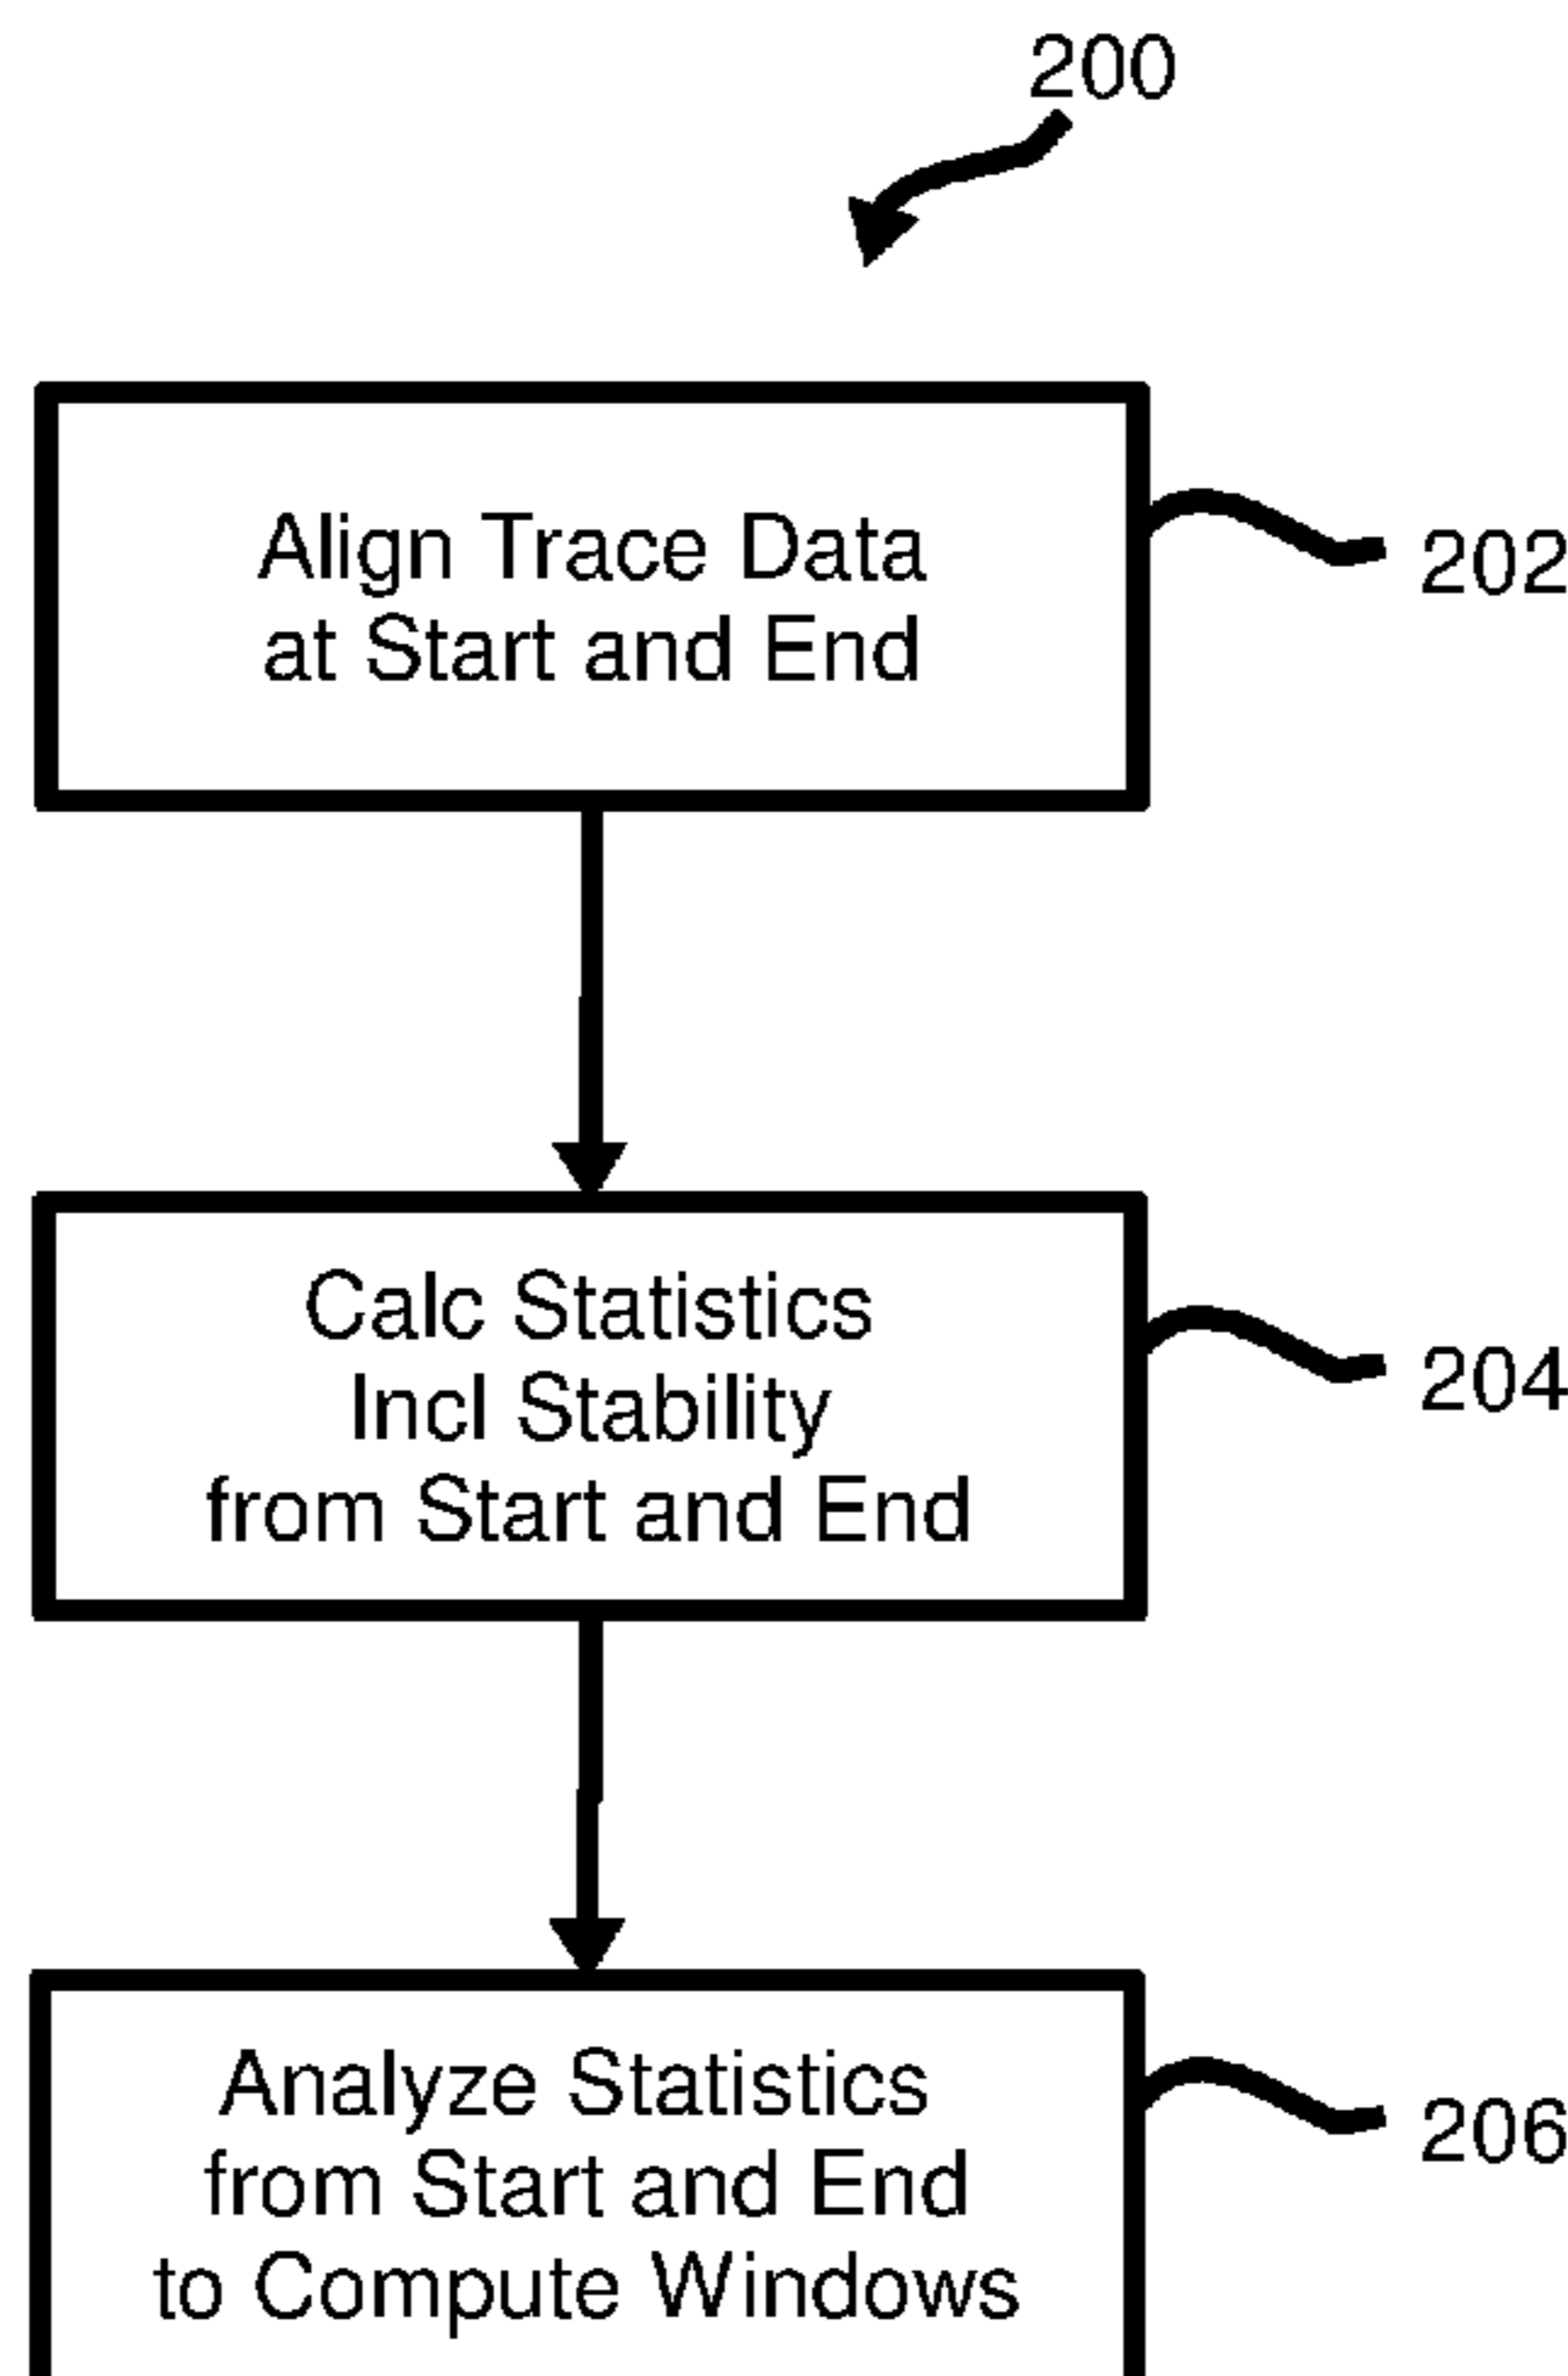 200
Align Trace Data
at Start and End
202
Calc Statistics
Incl Stability
from Start and End
204
Analyze Statistics
from Start and End
to Compute Windows
206